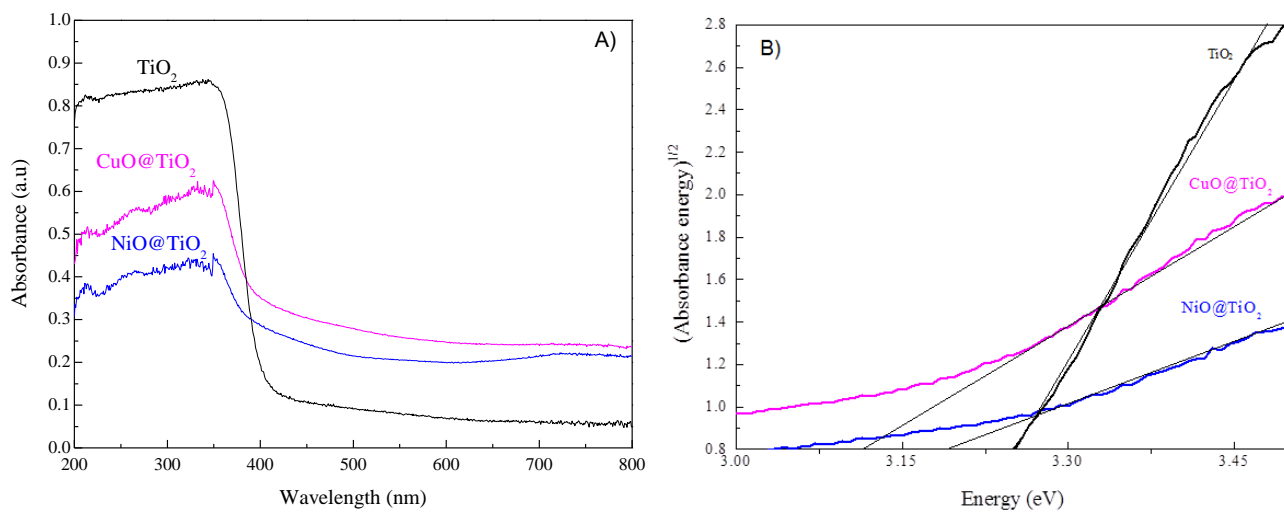 A)
TiO2
CuO@TiO2
NiO@TiO2
Absorbance (a.u)
1.0
0.9
0.8
0.7
0.6
0.5
0.4
0.3
0.2
0.1
0.0
200 300 400 500 600 700 800
Wavelength (nm)
B)
TiO2
CuO@TiO2
NiO@TiO2
(Absorbance energy)1/2
2.8
2.6
2.4
2.2
2.0
1.8
1.6
1.4
1.2
1.0
0.8
3.00 3.15 3.30 3.45
Energy (eV)